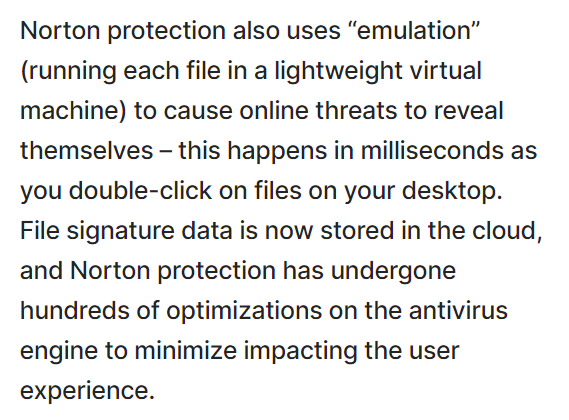 Norton protection also uses “emulation”
(running each file in a lightweight virtual
machine) to cause online threats to reveal
themselves – this happens in milliseconds as
you double-click on files on your desktop.
File signature data is now stored in the cloud,
and Norton protection has undergone
hundreds of optimizations on the antivirus
engine to minimize impacting the user
experience.